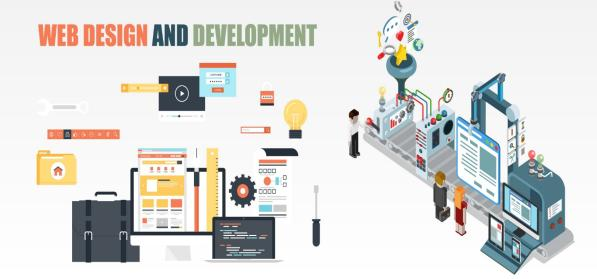 WEB DESIGN AND DEVELOPMENT